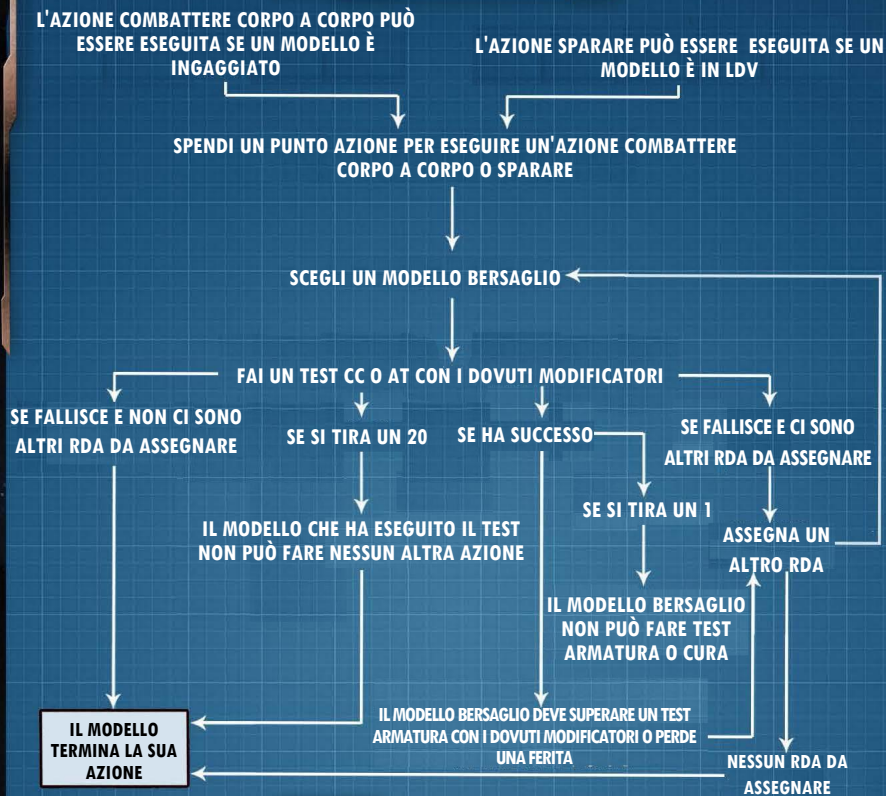 L'AZIONE COMBATTERE CORPO A CORPO PUÒ
ESSERE ESEGUITA SE UN MODELLO È
INGAGGIATO
L'AZIONE SPARARE PUÒ ESSERE ESEGUITA SE UN
MODELLO È IN LDV
SPENDI UN PUNTO AZIONE PER ESEGUIRE UN'AZIONE COMBATTERE
CORPO A CORPO O SPARARE
SCEGLI UN MODELLO BERSAGLIO
FAI UN TEST CC O AT CON I DOVUTI MODIFICATORI
SE FALLISCE E NON CI SONO
ALTRI RDA DA ASSEGNARE
SE SI TIRA UN 20
SE HA SUCCESSO
SE FALLISCE E CI SONO
ALTRI RDA DA ASSEGNARE
IL MODELLO CHE HA ESEGUITO IL TEST
NON PUÒ FARE NESSUN ALTRA AZIONE
SE SI TIRA UN 1
ASSEGNA UN
ALTRO RDA
IL MODELLO BERSAGLIO
NON PUÒ FARE TEST
ARMATURA O CURA
IL MODELLO
TERMINA LA SUA
AZIONE
IL MODELLO BERSAGLIO DEVE SUPERARE UN TEST
ARMATURA CON I DOVUTI MODIFICATORI O PERDE
UNA FERITA
NESSUN RDA DA
ASSEGNARE